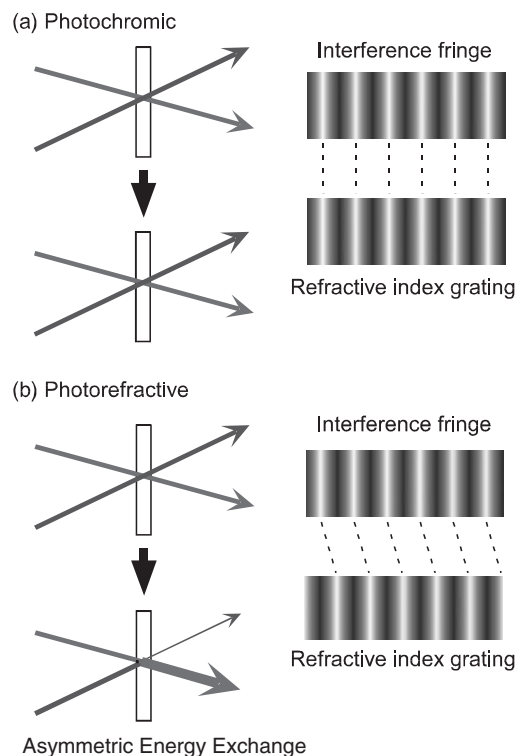 (a) Photochromic
Interference fringe
Refractive index grating
(b) Photorefractive
Interference fringe
Refractive index grating
Asymmetric Energy Exchange